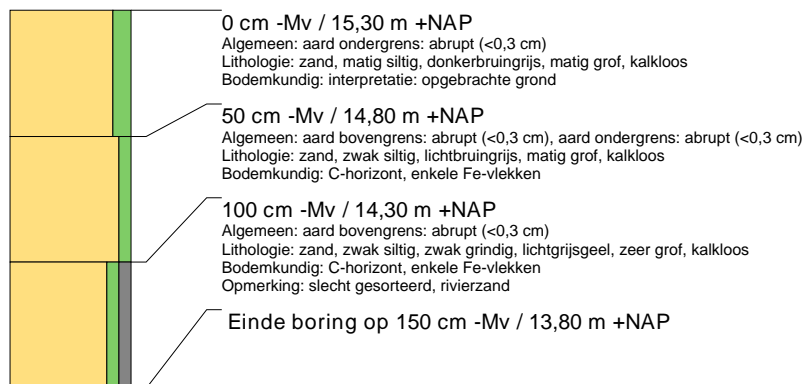 0 cm -Mv / 15,30 m +NAP
Algemeen: aard ondergrens: abrupt (<0,3 cm)
Lithologie: zand, matig siltig, donkerbruingrijs, matig grof, kalkloos
Bodemkundig: interpretatie: opgebrachte grond
50 cm -Mv / 14,80 m +NAP
Algemeen: aard bovengrens: abrupt (<0,3 cm), aard ondergrens: abrupt (<0,3 cm)
Lithologie: zand, zwak siltig, lichtbruingrijs, matig grof, kalkloos
Bodemkundig: C-horizont, enkele Fe-vlekken
100 cm -Mv / 14,30 m +NAP
Algemeen: aard bovengrens: abrupt (<0,3 cm)
Lithologie: zand, zwak siltig, zwak grindig, lichtgrijsgeel, zeer grof, kalkloos
Bodemkundig: C-horizont, enkele Fe-vlekken
Opmerking: slecht gesorteerd, rivierzand
Einde boring op 150 cm -Mv / 13,80 m +NAP